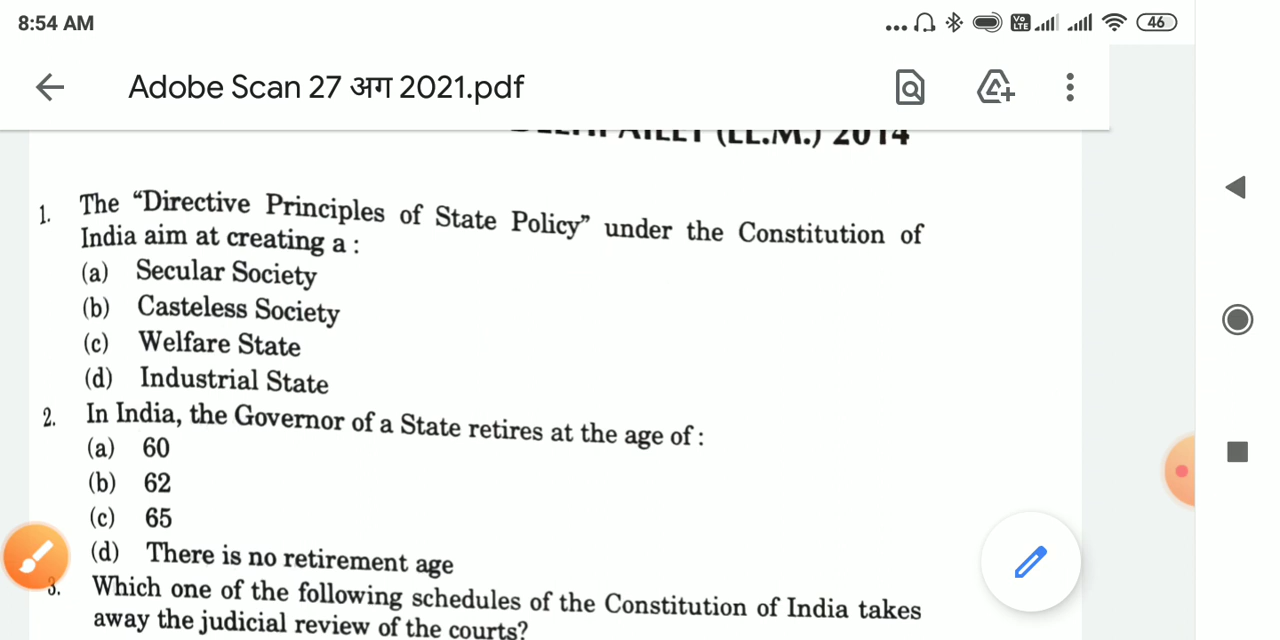 8:54 AM
Vo LTE
46
Adobe Scan 27 अग 2021.pdf
(LL.M.) 2014
1. The “Directive Principles of State Policy” under the Constitution of
India aim at creating a :
(a) Secular Society
(b) Casteless Society
(c) Welfare State
(d) Industrial State
2. In India, the Governor of a State retires at the age of :
(a) 60
(b) 62
(c) 65
(d) There is no retirement age
3. Which one of the following schedules of the Constitution of India takes
away the judicial review of the courts?